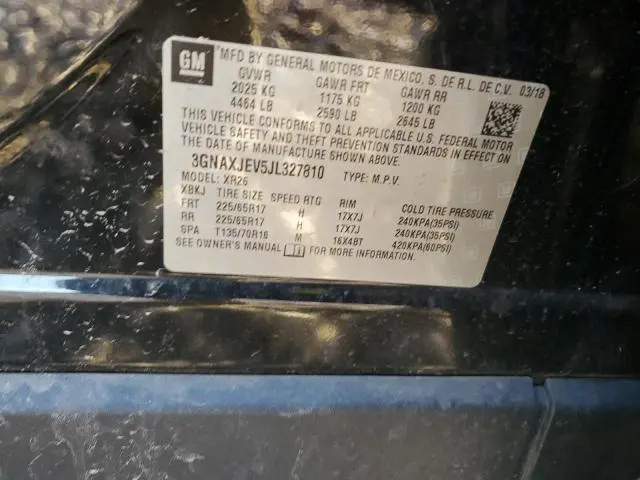 GM
MFD BY GENERAL MOTORS DE MEXICO, S. DE R.L. DE C.V. 03/18
GVWR GAWR FRT GAWR RR
2025 KG 1175 KG 1200 KG
4464 LB 2590 LB 2645 LB
THIS VEHICLE CONFORMS TO ALL APPLICABLE U.S. FEDERAL MOTOR
VEHICLE SAFETY AND THEFT PREVENTION STANDARDS IN EFFECT ON
THE DATE OF MANUFACTURE SHOWN ABOVE.
3GNAXJEV5JL327810 TYPE: M.P.V.
MODEL: XR26
XBKJ TIRE SIZE SPEED RTG RIM COLD TIRE PRESSURE
FRT 225/65R17 H 17X7J 240KPA(35PSI)
RR 225/65R17 H 17X7J 240KPA(35PSI)
SPA T135/70R16 M 16X4BT 420KPA(60PSI)
SEE OWNER'S MANUAL FOR MORE INFORMATION.